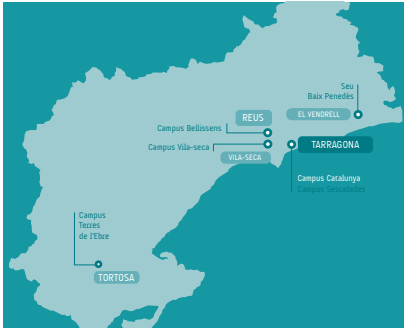 Seu
Baix Penedès
EL VENDRELL
REUS
Campus Bellissens
Campus Vila-seca
VILA-SECA
TARRAGONA
Campus Catalunya
Campus Sescelades
Campus
Terres
de l'Ebre
TORTOSA